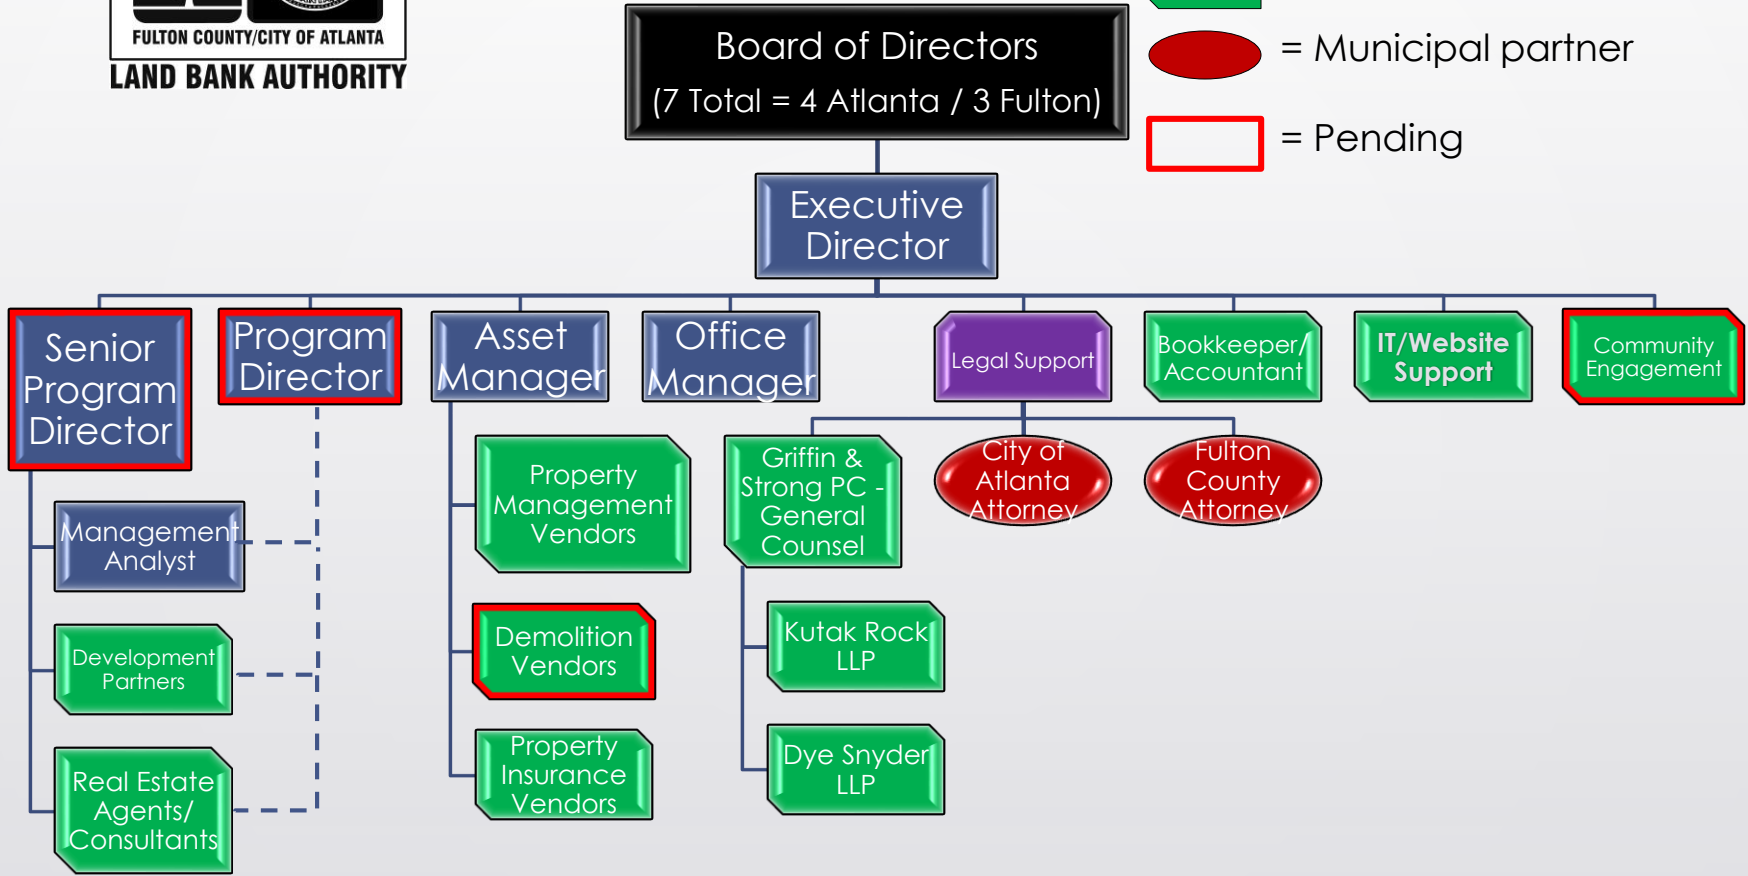 FULTON COUNTY/CITY OF ATLANTA
LAND BANK AUTHORITY
Board of Directors
(7 Total = 4 Atlanta / 3 Fulton)
= Municipal partner
= Pending
Executive
Director
Senior
Program
Director
Program
Director
Asset
Manager
Office
Manager
Legal Support
Bookkeeper/
Accountant
IT/Website
Support
Community
Engagement
Management
Analyst
Development
Partners
Real Estate
Agents/
Consultants
Property
Management
Vendors
Demolition
Vendors
Property
Insurance
Vendors
Griffin &
Strong PC -
General
Counsel
Kutak Rock
LLP
Dye Snyder
LLP
City of
Atlanta
Attorney
Fulton
County
Attorney